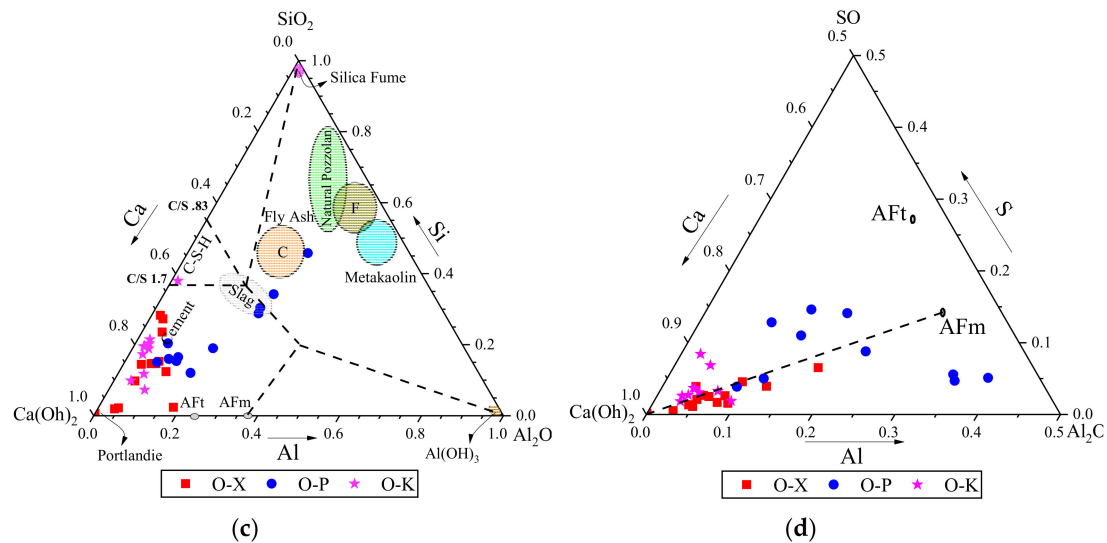 SiO2
0.0
1.0
Silica Fume
0.2
0.8
Natural Pozzolan
0.4
C/S .83
Ca
Fly Ash
F
0.6
Si
C-S-H
0.6
C
C/S 1.7
Metakaolin
0.4
Slag
0.8
Cement
0.2
1.0
Ca(Oh)2
AFt
AFm
0.0
Al2O
0.0
0.2
0.4
0.6
0.8
1.0
Portlandie
Al
Al(OH)3
O-X
O-P
O-K
(c)
SO
0.5
0.5
0.6
0.4
0.7
0.3
Ca
S
AFt
0.8
0.2
0.9
AFm
0.1
1.0
Ca(OH)2
0.0
Al2C
0.0
0.1
0.2
0.3
0.4
0.5
Al
O-X
O-P
O-K
(d)